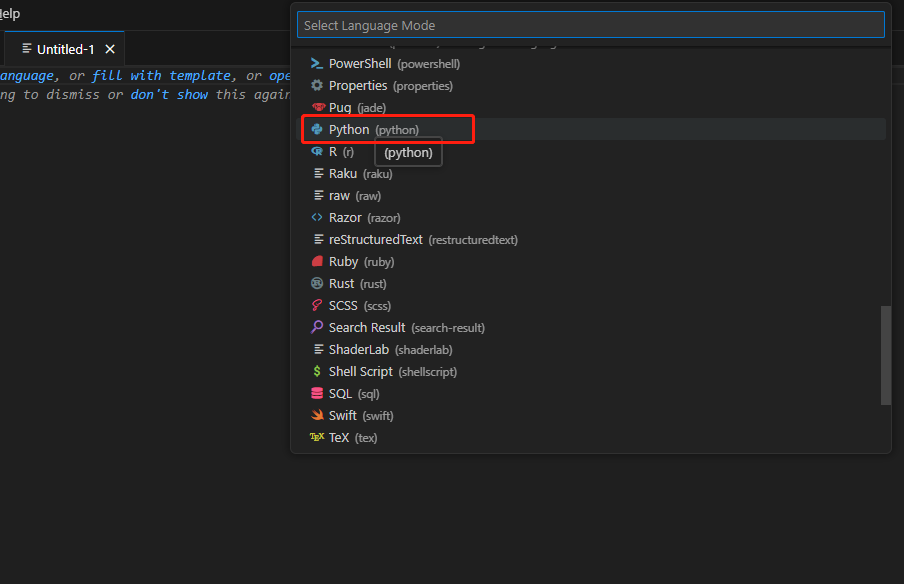 Help
Select Language Mode
Untitled-1
anguage, or fill with template, or ope
ng to dismiss or don't show this again
PowerShell (powershell)
Properties (properties)
Pug (jade)
Python (python)
(python)
R (r)
Raku (raku)
raw (raw)
Razor (razor)
reStructuredText (restructuredtext)
Ruby (ruby)
Rust (rust)
SCSS (scss)
Search Result (search-result)
ShaderLab (shaderlab)
Shell Script (shellscript)
SQL (sql)
Swift (swift)
TeX (tex)